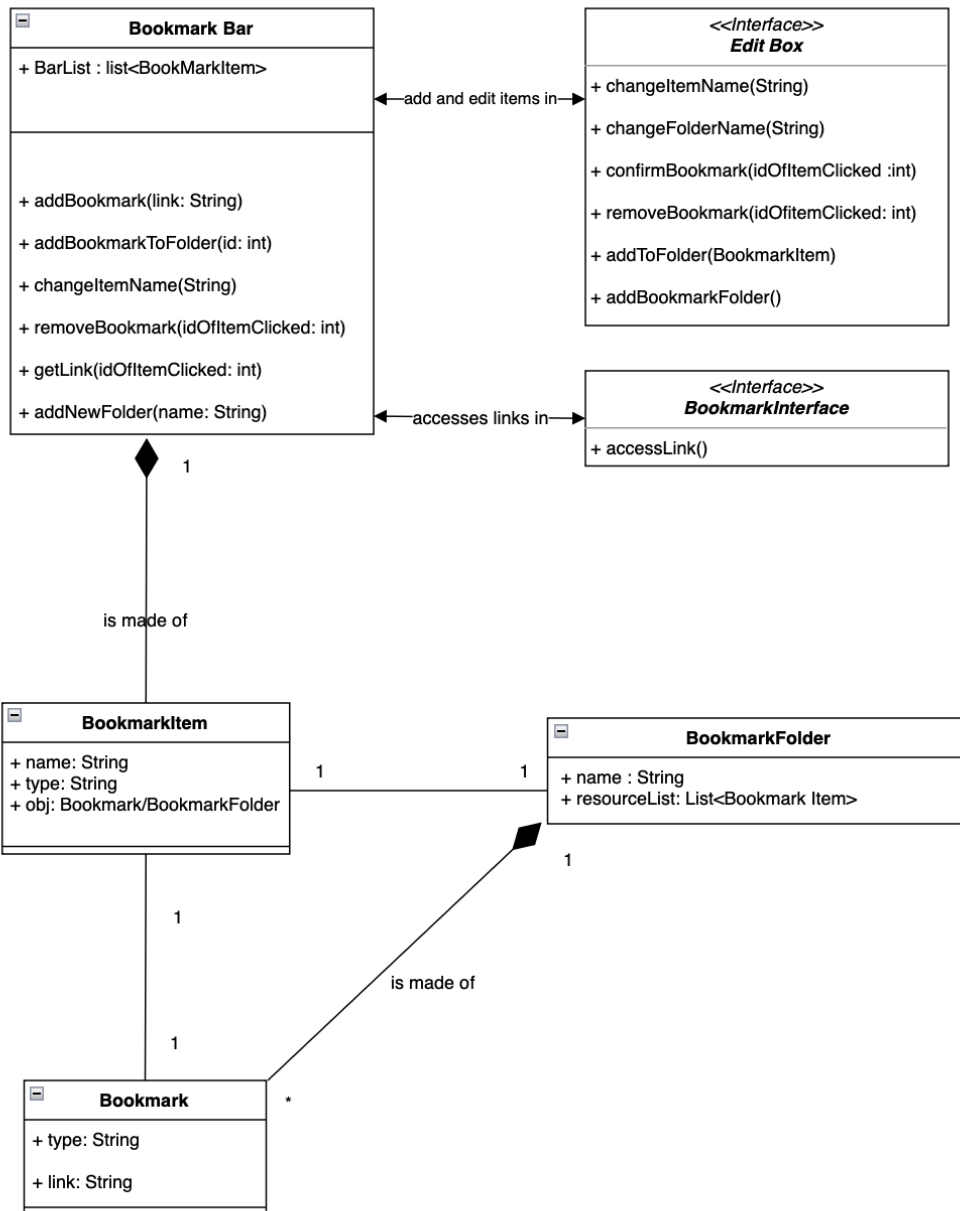 Bookmark Bar
+ BarList : list<BookMarkItem>
+ addBookmark(link: String)
+ addBookmarkToFolder(id: int)
+ changeItemName(String)
+ removeBookmark(idOfItemClicked: int)
+ getLink(idOfItemClicked: int)
+ addNewFolder(name: String)
add and edit items in
<<Interface>>
Edit Box
+ changeItemName(String)
+ changeFolderName(String)
+ confirmBookmark(idOfItemClicked :int)
+ removeBookmark(idOfitemClicked: int)
+ addToFolder(BookmarkItem)
+ addBookmarkFolder()
accesses links in
<<Interface>>
BookmarkInterface
+ accessLink()
1
is made of
BookmarkItem
+ name: String
+ type: String
+ obj: Bookmark/BookmarkFolder
1
1
BookmarkFolder
+ name : String
+ resourceList: List<Bookmark Item>
1
1
is made of
1
*
Bookmark
+ type: String
+ link: String